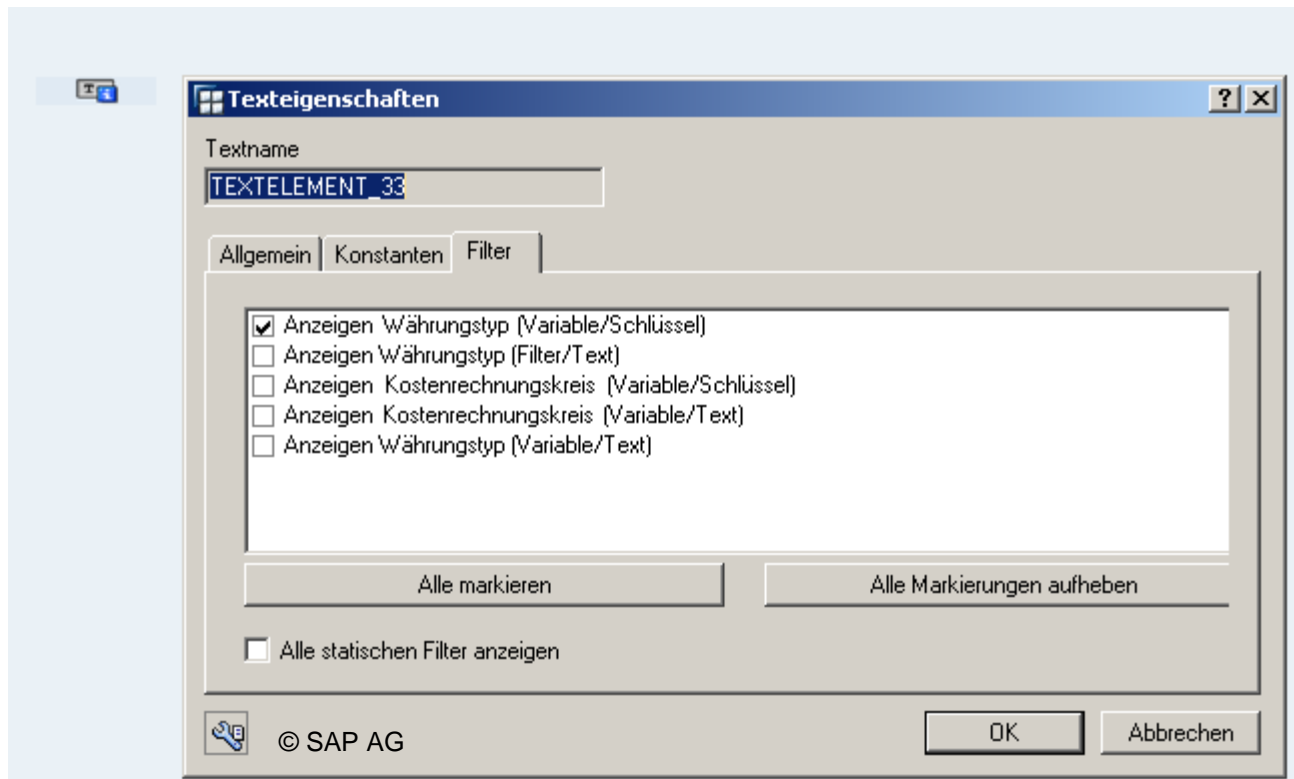 Texteigenschaften
Textname
TEXTELEMENT_33
Allgemein Konstanten Filter
Anzeigen Währungstyp (Variable/Schlüssel)
Anzeigen Währungstyp (Filter/Text)
Anzeigen Kostenrechnungskreis (Variable/Schlüssel)
Anzeigen Kostenrechnungskreis (Variable/Text)
Anzeigen Währungstyp (Variable/Text)
Alle markieren Alle Markierungen aufheben
Alle statischen Filter anzeigen
© SAP AG OK Abbrechen